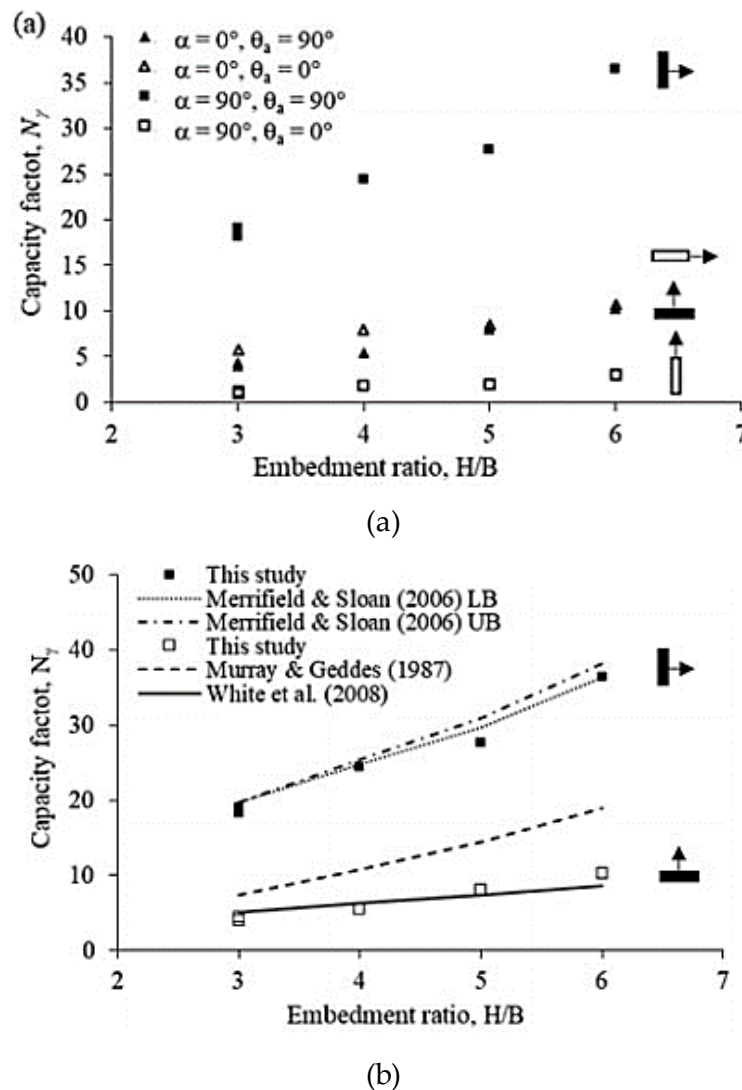 (a)
40
35
30
25
20
15
10
5
0
Capacity factot, Nγ
▲ α = 0°, θa = 90°
△ α = 0°, θa = 0°
■ α = 90°, θa = 90°
□ α = 90°, θa = 0°
2 3 4 5 6 7
Embedment ratio, H/B
(a)
50
40
30
20
10
0
Capacity factot, Nγ
This study
Merrifield & Sloan (2006) LB
Merrifield & Sloan (2006) UB
This study
Murray & Geddes (1987)
White et al. (2008)
2 3 4 5 6 7
Embedment ratio, H/B
(b)